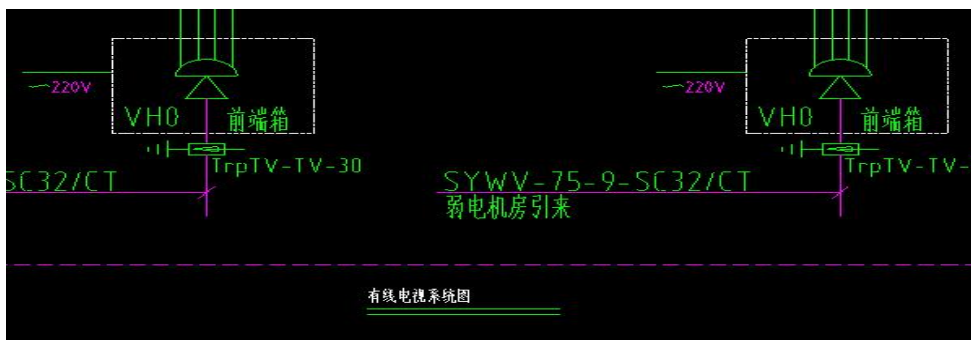 ~220V
VH0 前端箱
TrpTV-TV-30
SC32/CT
~220V
VH0 前端箱
TrpTV-TV-
SYWV-75-9-SC32/CT
弱电机房引来
有线电视系统图